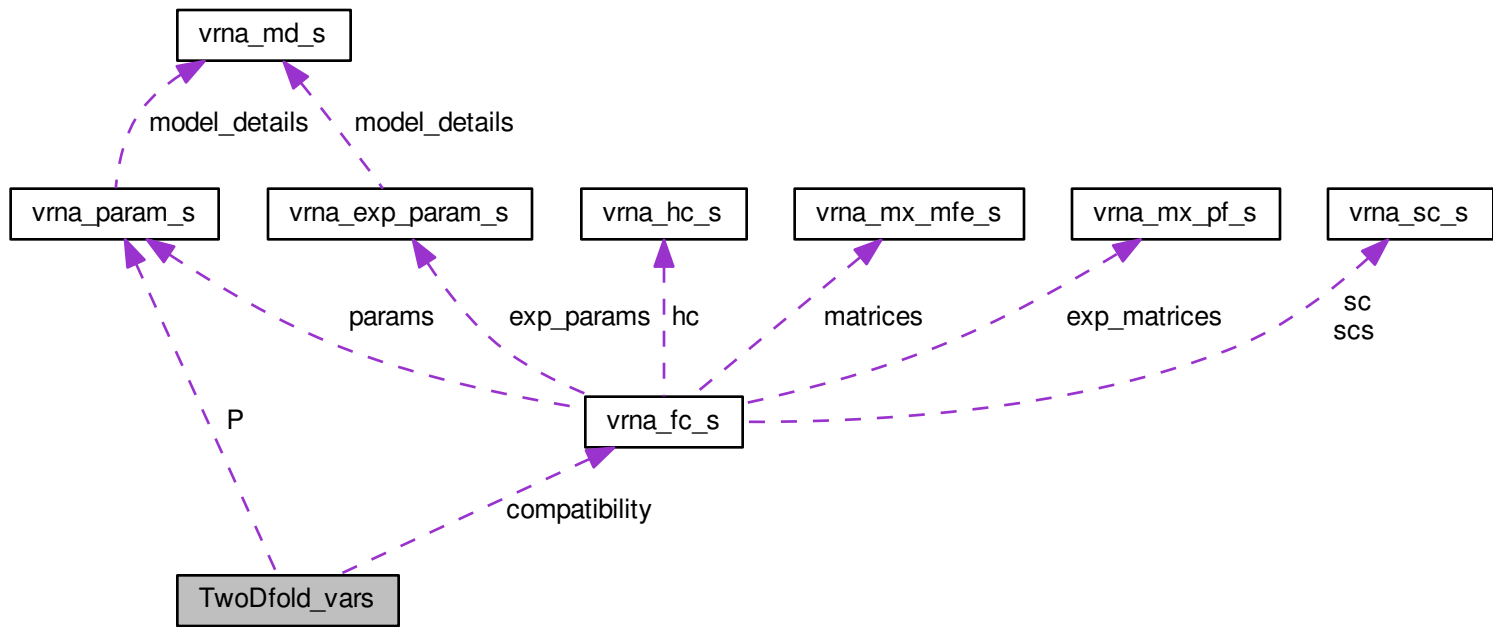 vrna_md_s
model_details
model_details
vrna_param_s
vrna_exp_param_s
vrna_hc_s
vrna_mx_mfe_s
vrna_mx_pf_s
vrna_sc_s
params
exp_params
hc
matrices
exp_matrices
sc
scs
P
vrna_fc_s
compatibility
TwoDfold_vars